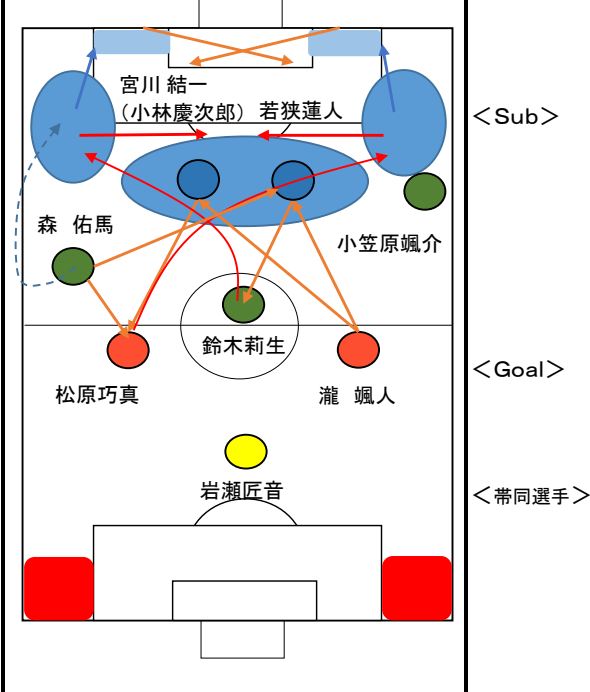 宮川 結一
（小林慶次郎）
若狭蓮人
＜Sub＞
森　佑馬
小笠原颯介
鈴木莉生
＜Goal＞
松原巧真
瀧　颯人
岩瀬匠音
＜帯同選手＞